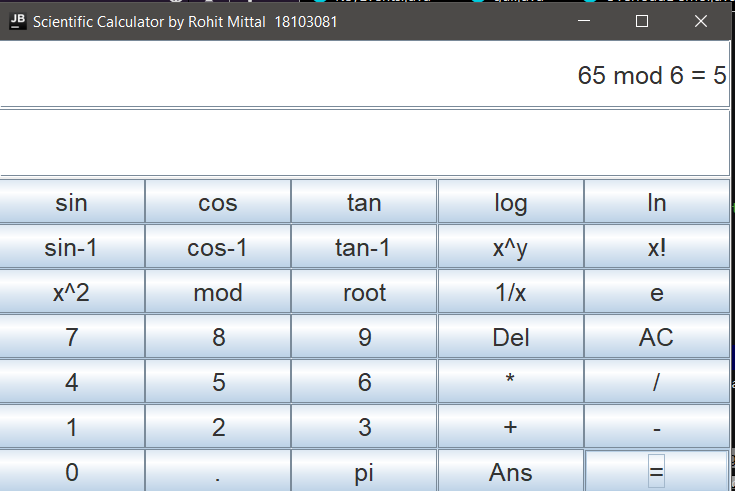 JB Scientific Calculator by Rohit Mittal 18103081
65 mod 6 = 5
sin cos tan log ln
sin-1 cos-1 tan-1 x^y x!
x^2 mod root 1/x e
7 8 9 Del AC
4 5 6 * /
1 2 3 + -
0 . pi Ans =